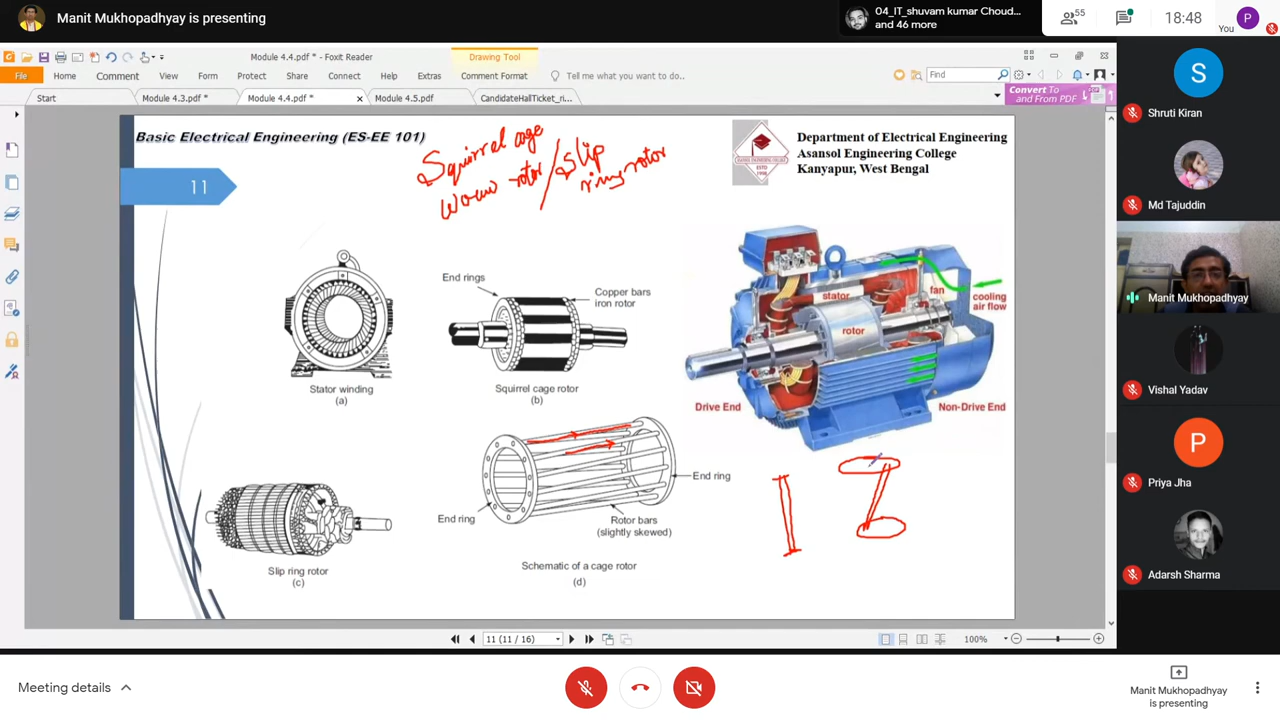 Manit Mukhopadhyay is presenting
04_IT_shuvam kumar Choud...
and 46 more
55
18:48
You
P
Module 4.4.pdf * - Foxit Reader
Drawing Tool
File
Home
Comment
View
Form
Protect
Share
Connect
Help
Extras
Comment Format
Tell me what you want to do..
Find
Start
Module 4.3.pdf *
Module 4.4.pdf *
Module 4.5.pdf
CandidateHallTicket_ri...
Convert To
and From PDF
Basic Electrical Engineering (ES-EE 101)
11
Squirrel cage
wound rotor / Slip
ring rotor
Department of Electrical Engineering
Asansol Engineering College
Kanyapur, West Bengal
End rings
Copper bars
iron rotor
Stator winding
(a)
Squirrel cage rotor
(b)
stator
rotor
fan
cooling
air flow
Drive End
Non-Drive End
End ring
End ring
Rotor bars
(slightly skewed)
Slip ring rotor
(c)
Schematic of a cage rotor
(d)
11 (11 / 16)
100%
S
Shruti Kiran
Md Tajuddin
Manit Mukhopadhyay
Vishal Yadav
P
Priya Jha
Adarsh Sharma
Meeting details
Manit Mukhopadhyay
is presenting